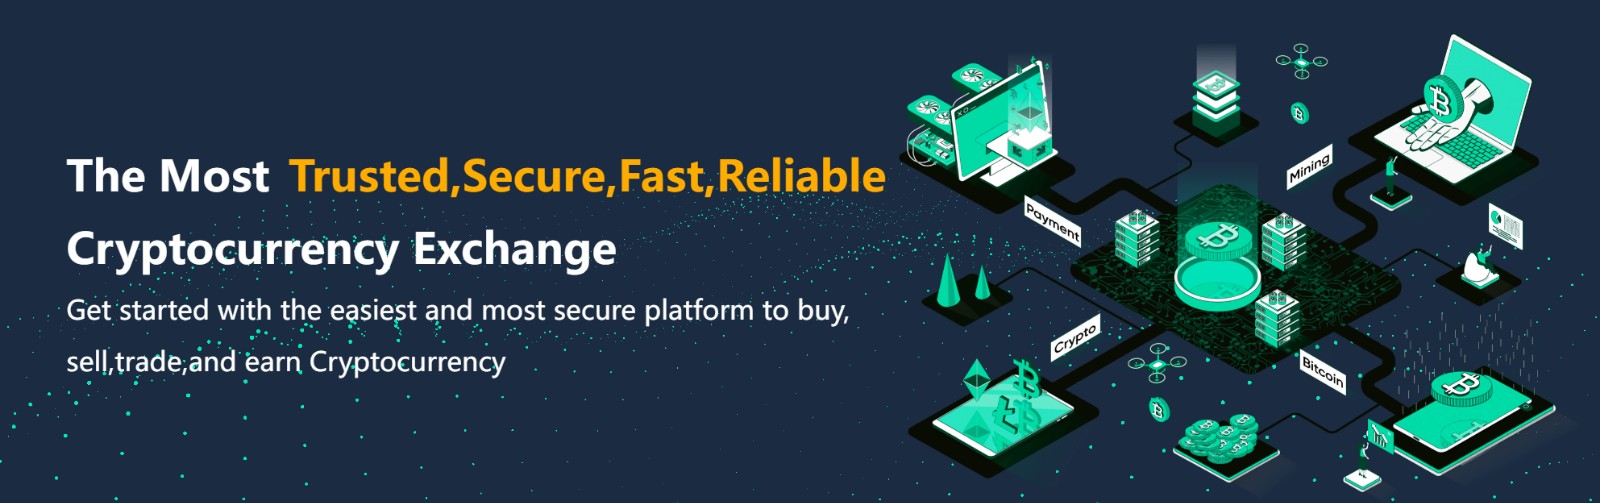 The Most Trusted,Secure,Fast,Reliable
Cryptocurrency Exchange
Get started with the easiest and most secure platform to buy,
sell,trade,and earn Cryptocurrency
Payment
Mining
Crypto
Bitcoin